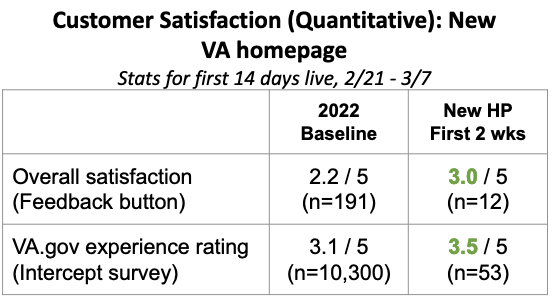 Customer Satisfaction (Quantitative): New
VA homepage
Stats for first 14 days live, 2/21 - 3/7
2022 Baseline
New HP First 2 wks
Overall satisfaction (Feedback button)
2.2 / 5 (n=191)
3.0 / 5 (n=12)
VA.gov experience rating (Intercept survey)
3.1 / 5 (n=10,300)
3.5 / 5 (n=53)